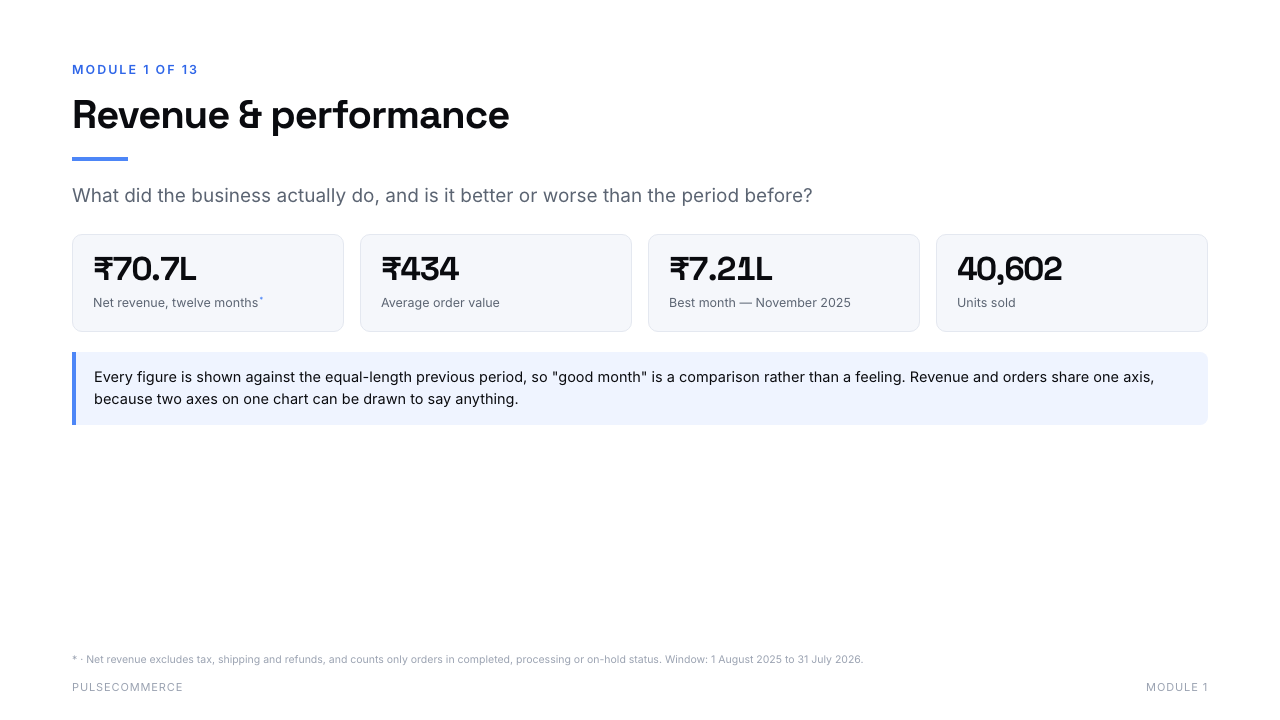 MODULE 1 OF 13
Revenue & performance
What did the business actually do, and is it better or worse than the period before?
₹70.7L
Net revenue, twelve months*
₹434
Average order value
₹7.21L
Best month — November 2025
40,602
Units sold
Every figure is shown against the equal-length previous period, so "good month" is a comparison rather than a feeling. Revenue and orders share one axis,
because two axes on one chart can be drawn to say anything.
* · Net revenue excludes tax, shipping and refunds, and counts only orders in completed, processing or on-hold status. Window: 1 August 2025 to 31 July 2026.
PULSECOMMERCE
MODULE 1